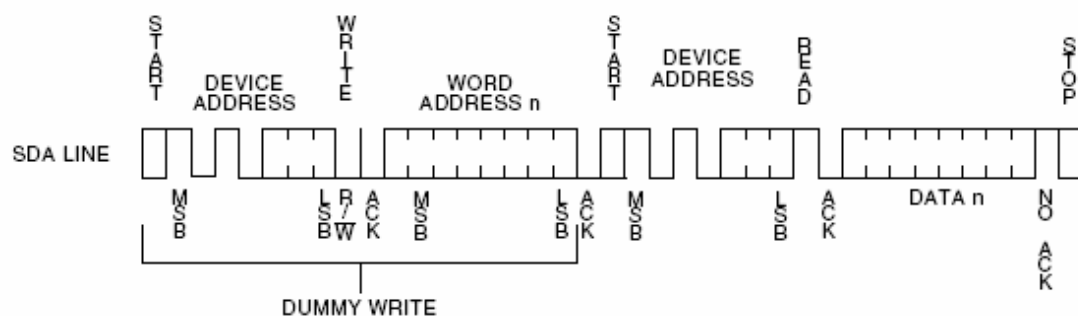 START
DEVICE
ADDRESS
WRITE
WORD
ADDRESS n
START
DEVICE
ADDRESS
READ
STOP
SDA LINE
MSB
LSB
R/W
ACK
MSB
LSB
ACK
MSB
LSB
ACK
DATA n
NO ACK
DUMMY WRITE